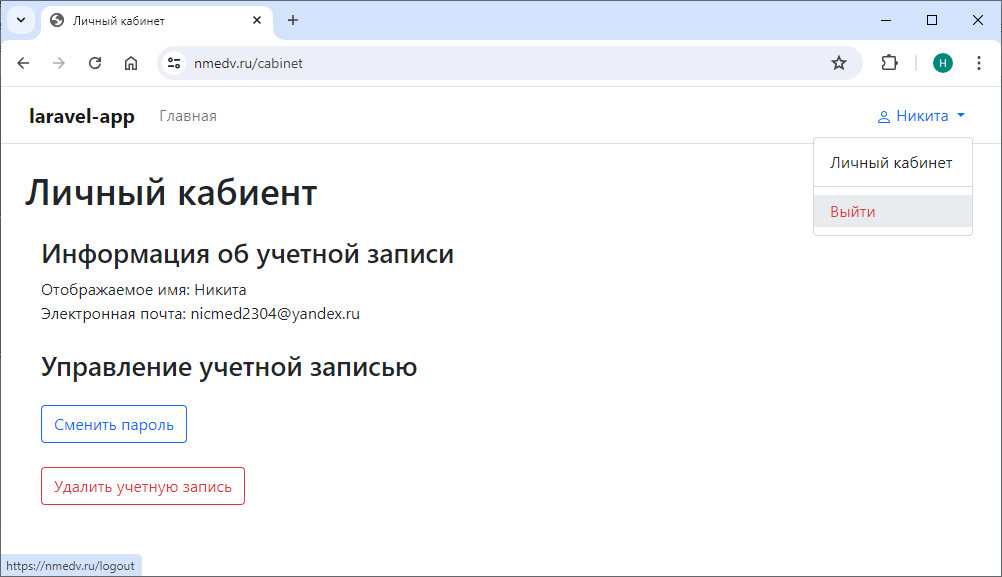 Личный кабинет
nmedv.ru/cabinet
H
laravel-app
Главная
Никита
Личный кабинет
Выйти
Личный кабиент
Информация об учетной записи
Отображаемое имя: Никита
Электронная почта: nicmed2304@yandex.ru
Управление учетной записью
Сменить пароль
Удалить учетную запись
https://nmedv.ru/logout